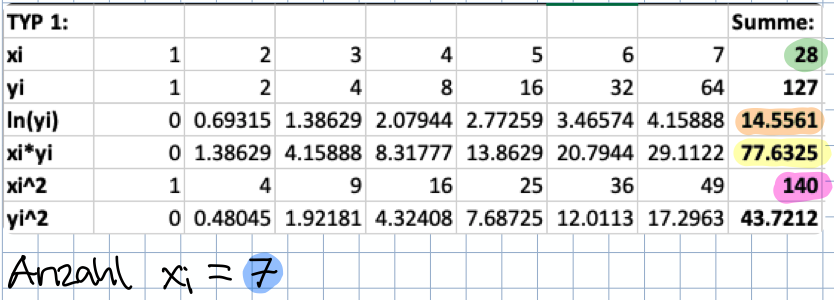 TYP 1: Summe:
xi 1 2 3 4 5 6 7 28
yi 1 2 4 8 16 32 64 127
ln(yi) 0 0.69315 1.38629 2.07944 2.77259 3.46574 4.15888 14.5561
xi*yi 0 1.38629 4.15888 8.31777 13.8629 20.7944 29.1122 77.6325
xi^2 1 4 9 16 25 36 49 140
yi^2 0 0.48045 1.92181 4.32408 7.68725 12.0113 17.2963 43.7212
Anzahl xi = 7